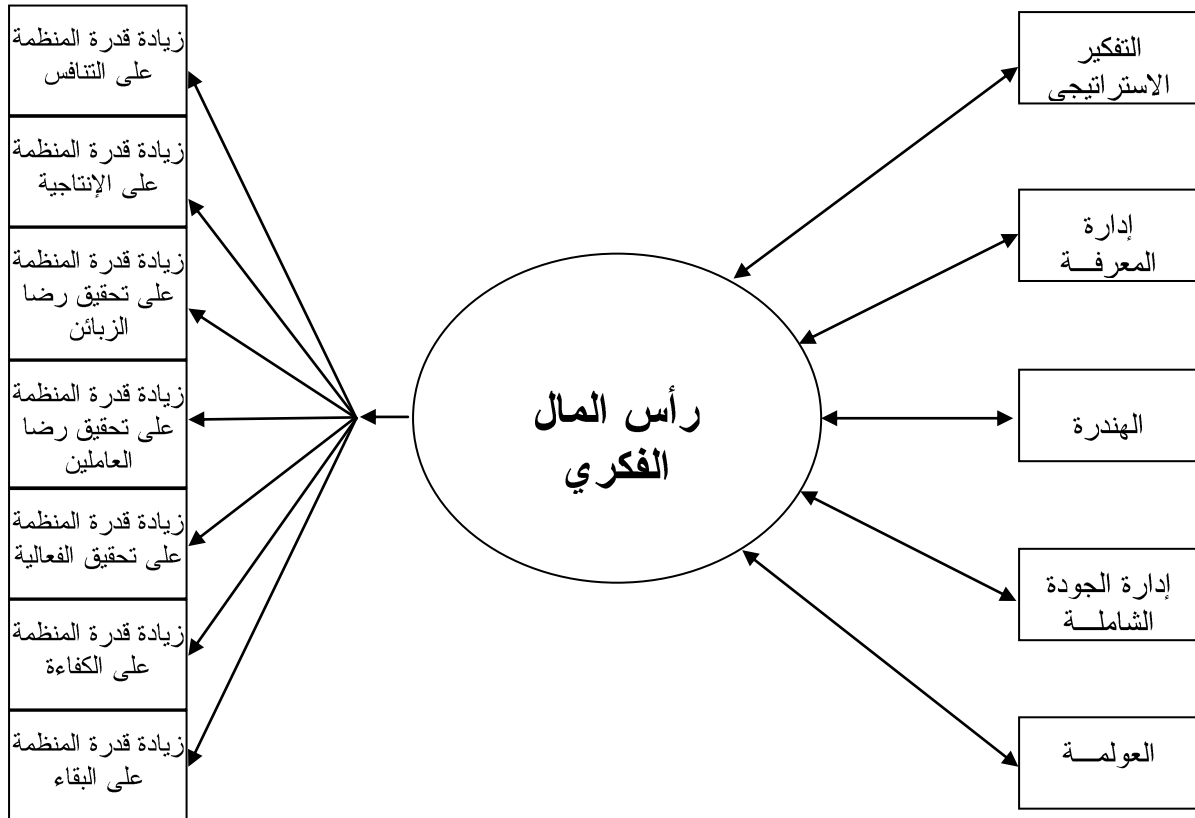 التفكير
الاستراتيجي
إدارة
المعرفـــة
الهندرة
إدارة الجودة
الشاملـــة
العولمـــة
رأس المال
الفكري
زيادة قدرة المنظمة
على التنافس
زيادة قدرة المنظمة
على الإنتاجية
زيادة قدرة المنظمة
على تحقيق رضا
الزبائن
زيادة قدرة المنظمة
على تحقيق رضا
العاملين
زيادة قدرة المنظمة
على تحقيق الفعالية
زيادة قدرة المنظمة
على الكفاءة
زيادة قدرة المنظمة
على البقاء